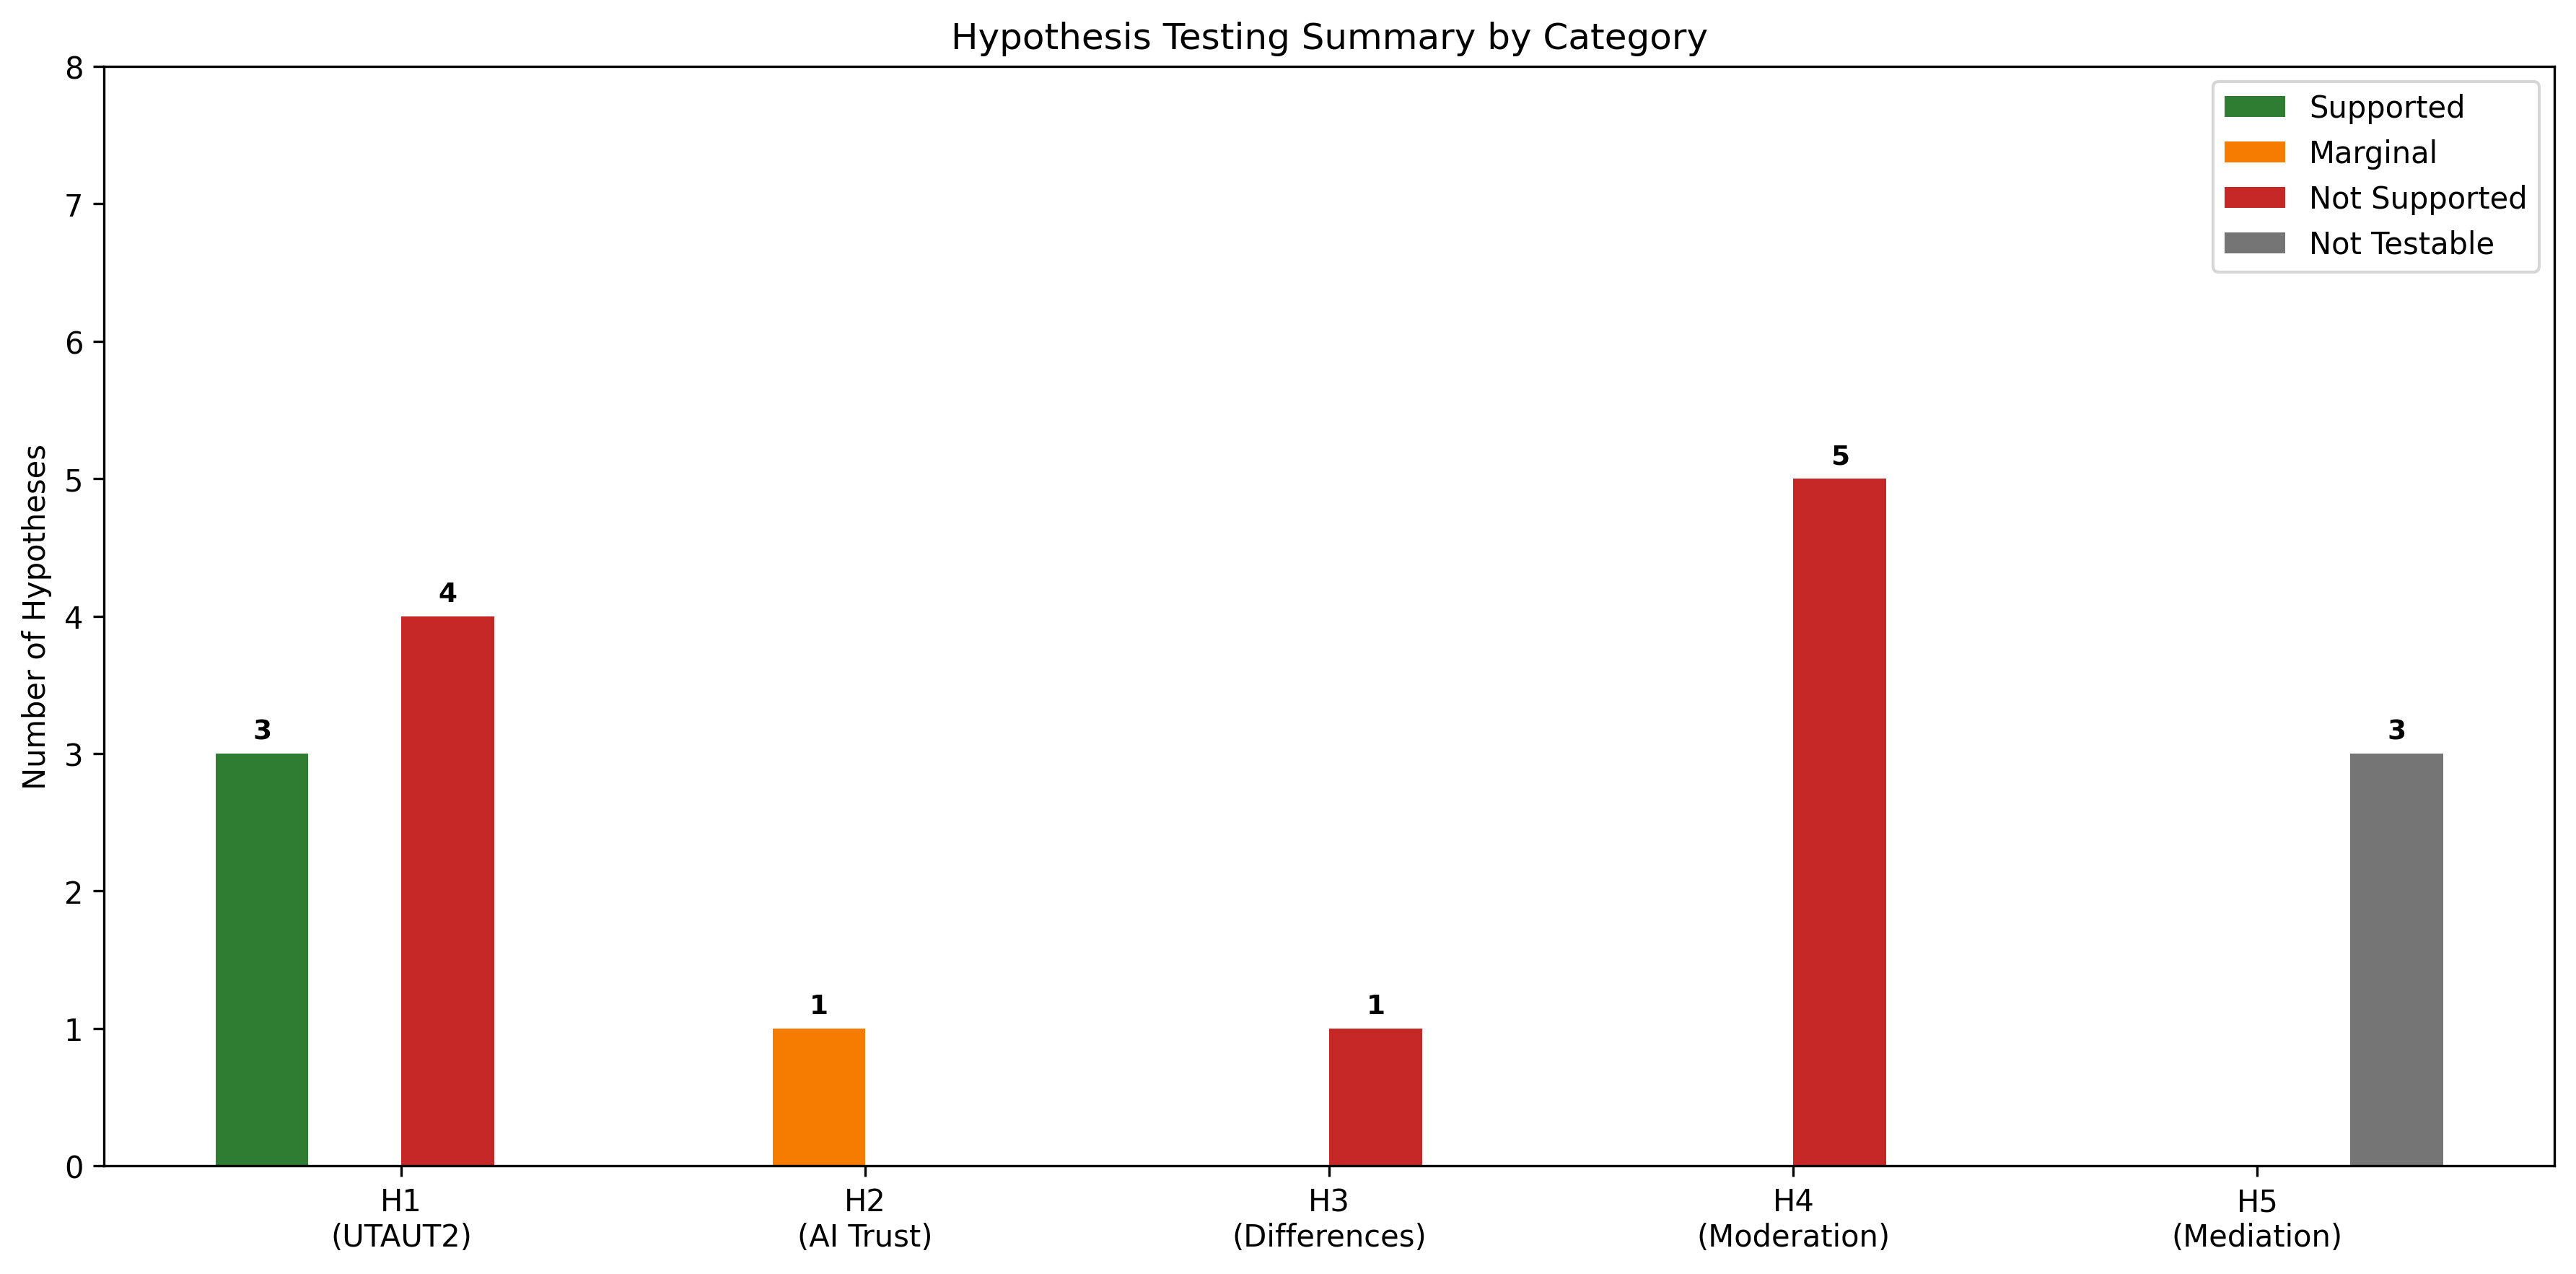 Hypothesis Testing Summary by Category
Number of Hypotheses
8
7
6
5
4
3
2
1
0
Supported
Marginal
Not Supported
Not Testable
3
4
1
1
5
3
H1
(UTAUT2)
H2
(AI Trust)
H3
(Differences)
H4
(Moderation)
H5
(Mediation)